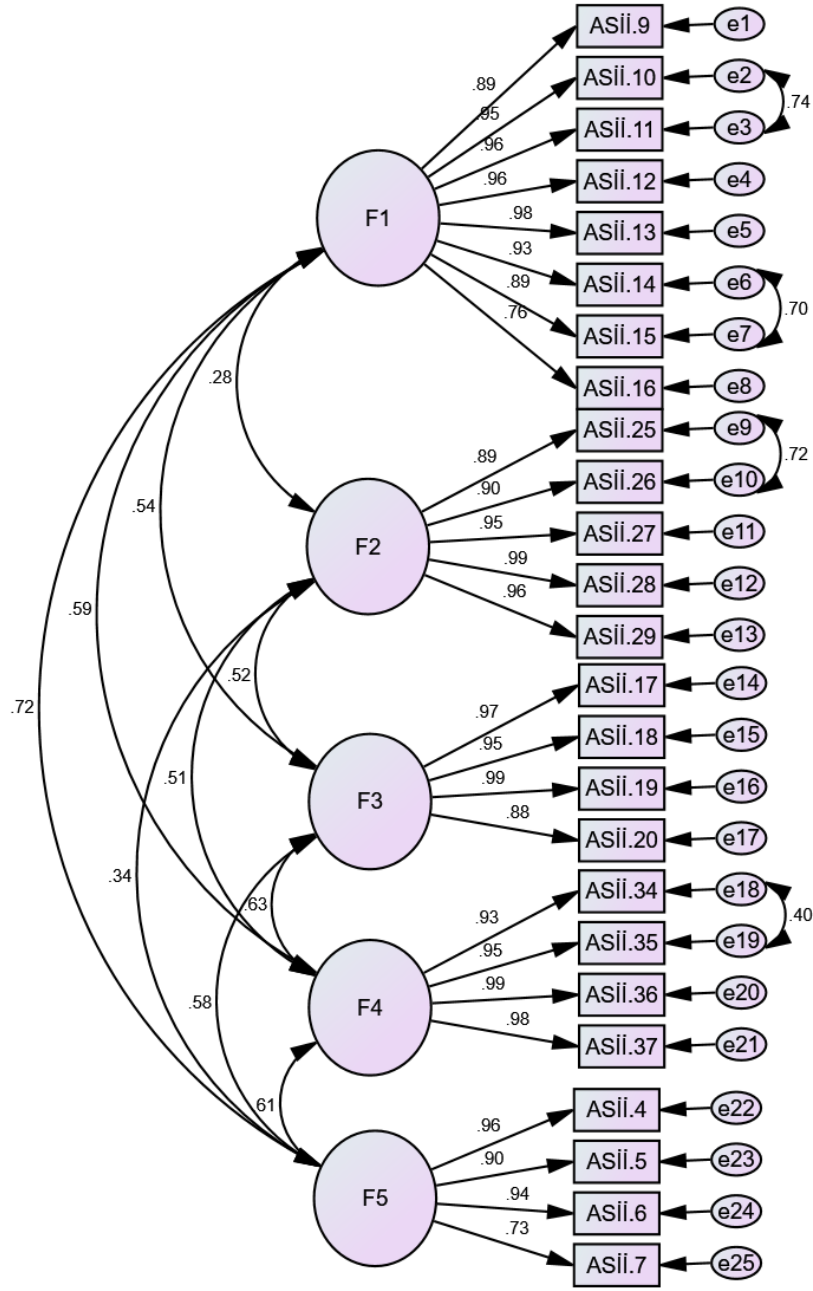 ASİİ.9 e1
.89
ASİİ.10 e2
.95
.74
ASİİ.11 e3
.96
ASİİ.12 e4
.96
F1
ASİİ.13 e5
.98
ASİİ.14 e6
.93
.70
ASİİ.15 e7
.89
ASİİ.16 e8
.76
.28
ASİİ.25 e9
.89
.72
ASİİ.26 e10
.90
.54
F2
ASİİ.27 e11
.95
ASİİ.28 e12
.99
ASİİ.29 e13
.96
.59
.52
ASİİ.17 e14
.97
.72
ASİİ.18 e15
.95
.51
F3
ASİİ.19 e16
.99
ASİİ.20 e17
.88
.34
.63
ASİİ.34 e18
.93
.40
ASİİ.35 e19
.95
.58
F4
ASİİ.36 e20
.99
ASİİ.37 e21
.98
61
ASİİ.4 e22
.96
ASİİ.5 e23
.90
F5
ASİİ.6 e24
.94
ASİİ.7 e25
.73